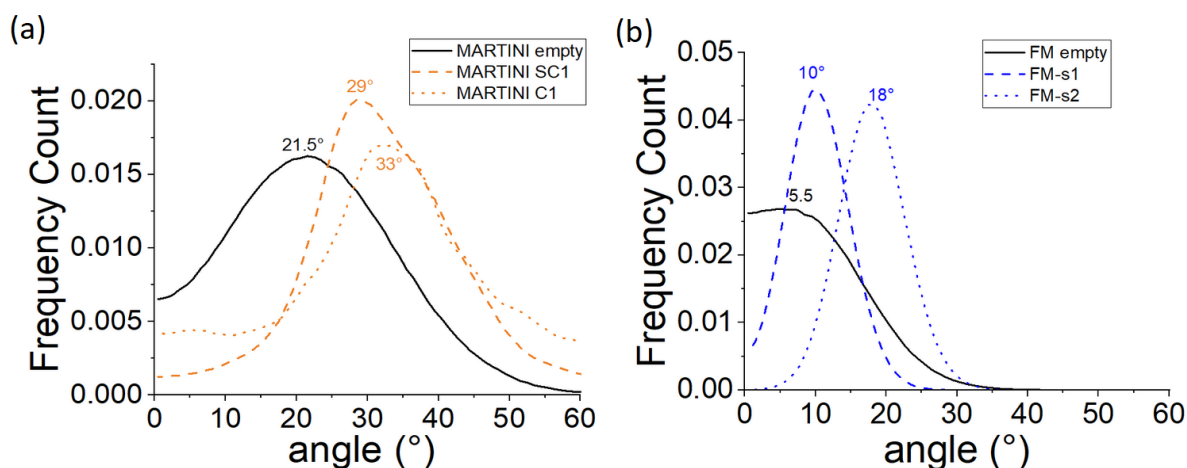 (a)
MARTINI empty
MARTINI SC1
MARTINI C1
29°
21.5°
33°
Frequency Count
0.020
0.015
0.010
0.005
0.000
0 10 20 30 40 50 60
angle (°)
(b)
FM empty
FM-s1
FM-s2
10°
18°
5.5
Frequency Count
0.05
0.04
0.03
0.02
0.01
0.00
0 10 20 30 40 50 60
angle (°)